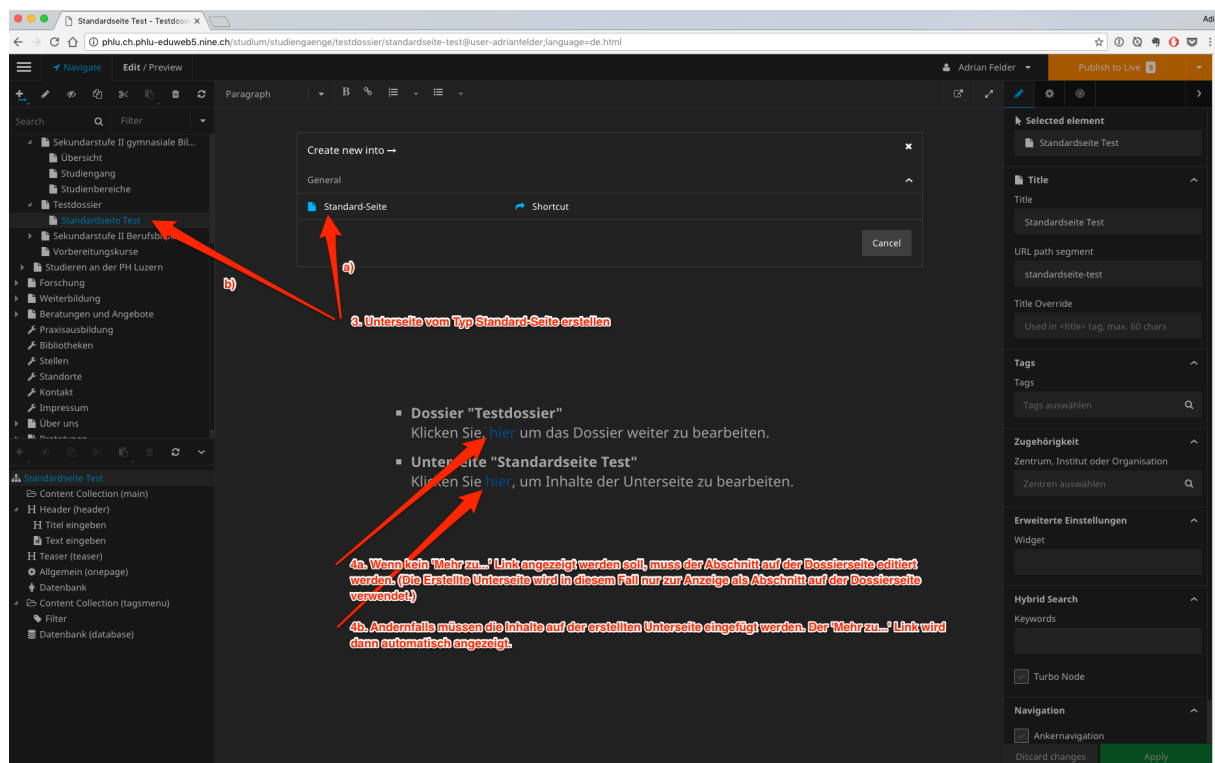 Standardseite Test - Testdossi
Adi
phlu.ch.phlu-eduweb5.nine.ch/studium/studiengaenge/testdossier/standardseite-test@user-adrianfelder;language=de.html
Navigate
Edit / Preview
Adrian Felder
Publish to Live 9
Paragraph
B
Search
Filter
Sekundarstufe II gymnasiale Bil...
Übersicht
Studiengang
Studienbereiche
Testdossier
Standardseite Test
Sekundarstufe II Berufsbil
Vorbereitungskurse
Studieren an der PH Luzern
Forschung
Weiterbildung
Beratungen und Angebote
Praxisausbildung
Bibliotheken
Stellen
Standorte
Kontakt
Impressum
Über uns
Prototypen
Standardseite Test
Content Collection (main)
Header (header)
Titel eingeben
Text eingeben
Teaser (teaser)
Allgemein (onepage)
Datenbank
Content Collection (tagsmenu)
Filter
Datenbank (database)
Create new into →
General
Standard-Seite
Shortcut
Cancel
a)
b)
3. Unterseite vom Typ Standard-Seite erstellen
Dossier "Testdossier"
Klicken Sie, hier um das Dossier weiter zu bearbeiten.
Unterseite "Standardseite Test"
Klicken Sie hier, um Inhalte der Unterseite zu bearbeiten.
4a. Wenn kein 'Mehr zu...' Link angezeigt werden soll, muss der Abschnitt auf der Dossierseite editiert
werden. (Die Erstellte Unterseite wird in diesem Fall nur zur Anzeige als Abschnitt auf der Dossierseite
verwendet.)
4b. Andernfalls müssen die Inhalte auf der erstellten Unterseite eingefügt werden. Der 'Mehr zu...' Link wird
dann automatisch angezeigt.
Selected element
Standardseite Test
Title
Title
Standardseite Test
URL path segment
standardseite-test
Title Override
Used in <title> tag, max. 60 chars
Tags
Tags
Tags auswählen
Zugehörigkeit
Zentrum, Institut oder Organisation
Zentren auswählen
Erweiterte Einstellungen
Widget
Hybrid Search
Keywords
Turbo Node
Navigation
Ankernavigation
Discard changes
Apply